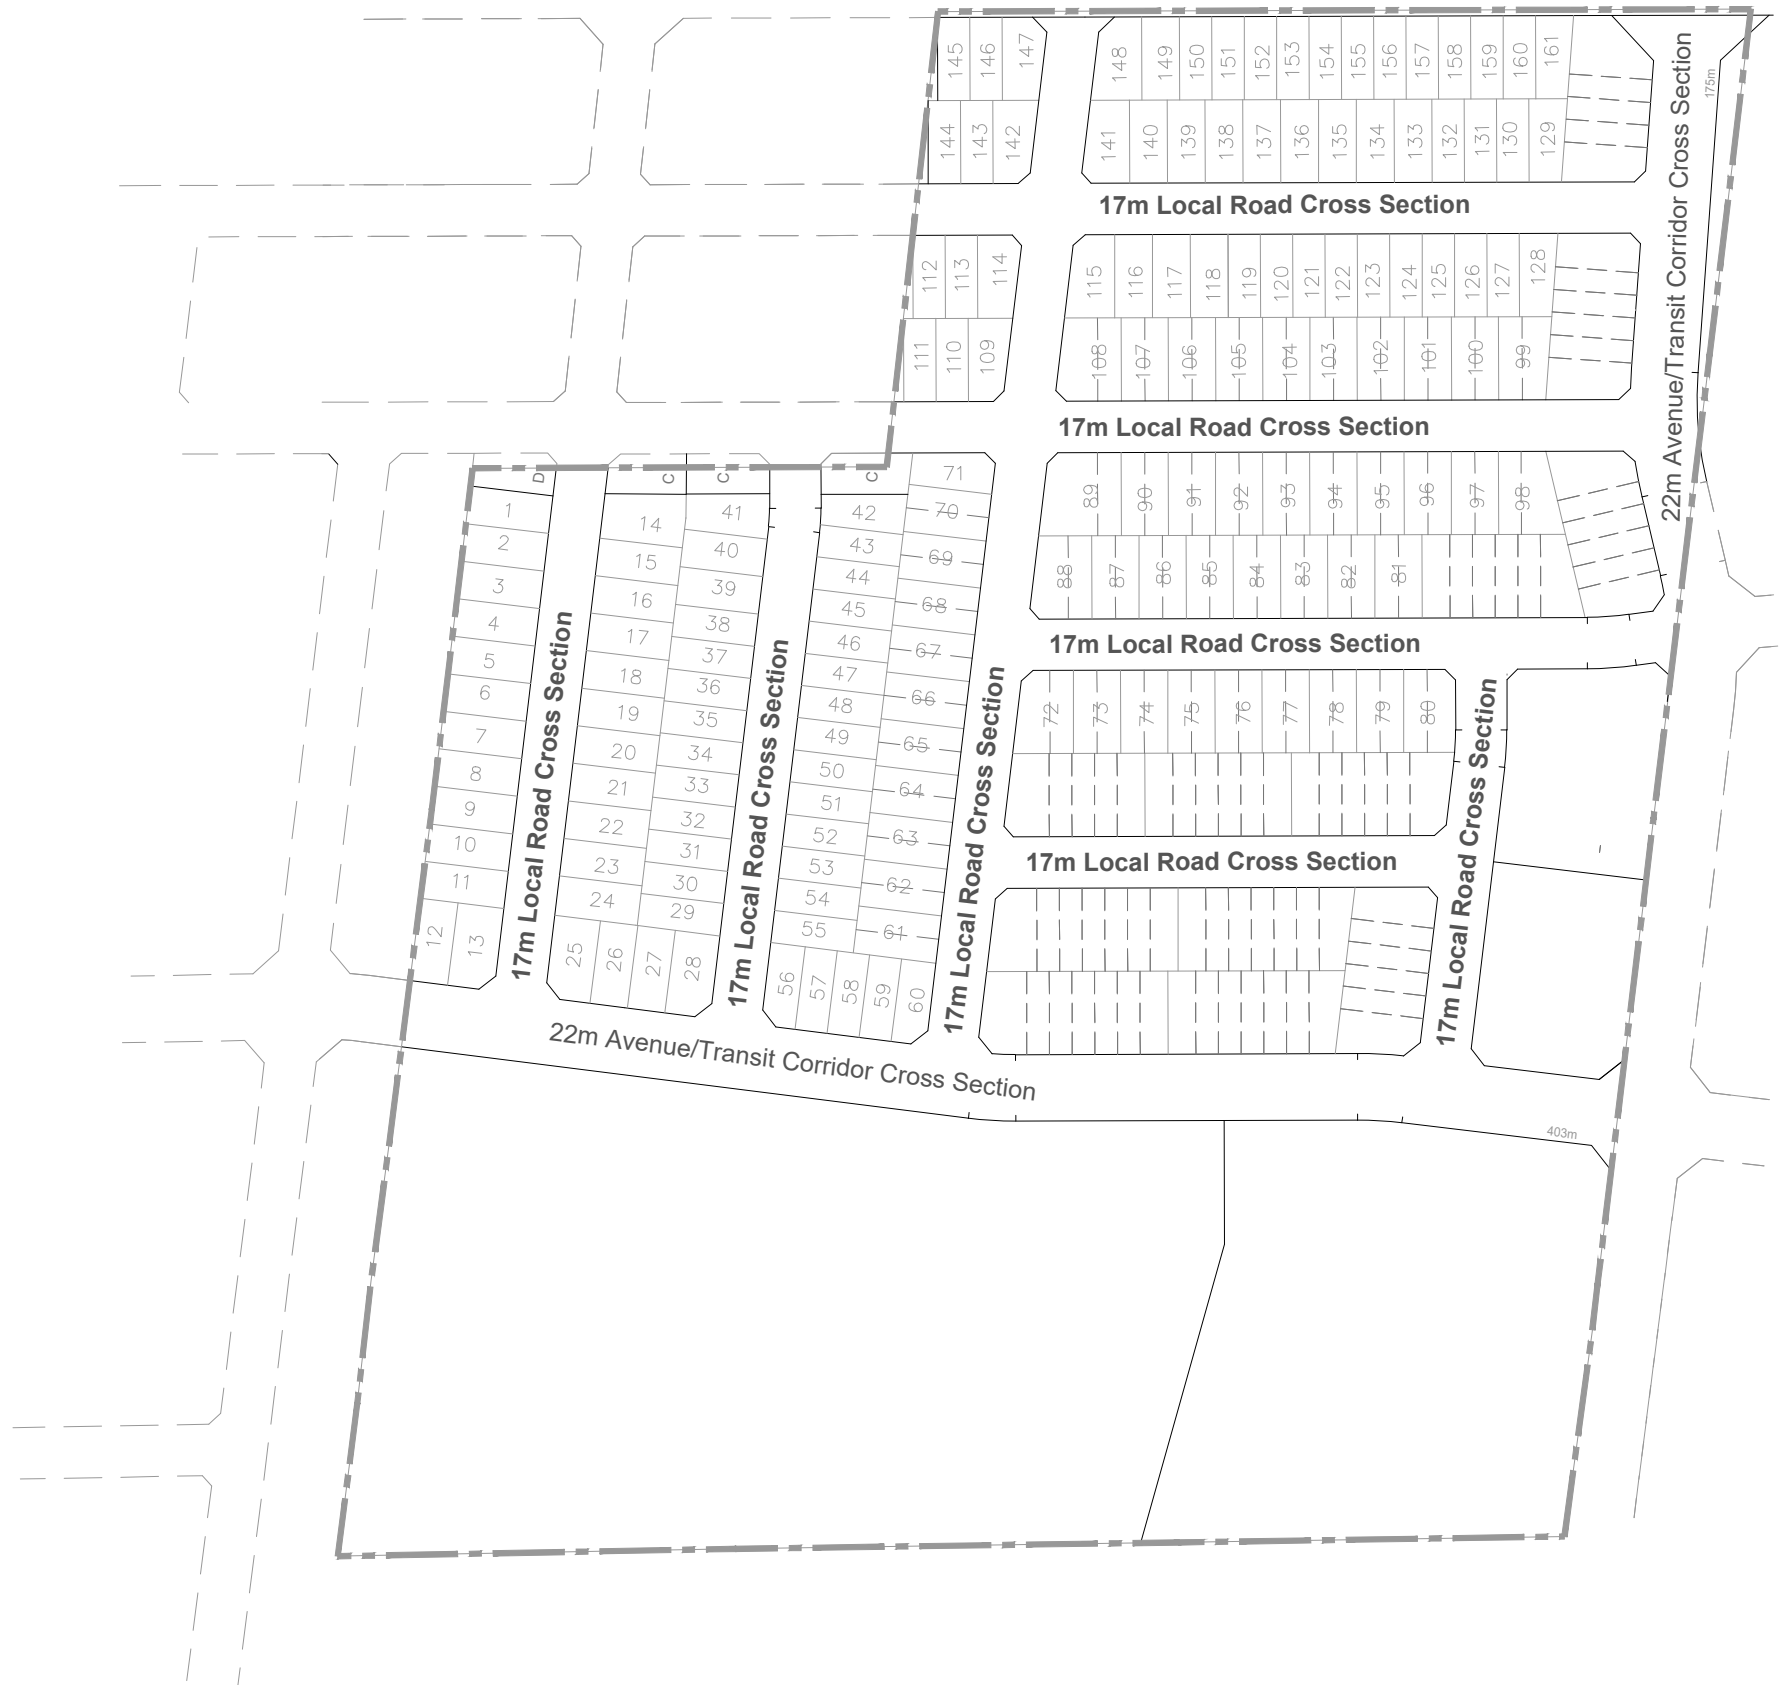 145 146 147 148 149 150 151 152 153 154 155 156 157 158 159 160 161
175m
144 143 142 141 140 139 138 137 136 135 134 133 132 131 130 129
22m Avenue/Transit Corridor Cross Section
17m Local Road Cross Section
112 113 114 115 116 117 118 119 120 121 122 123 124 125 126 127 128
111 110 109 108 107 106 105 104 103 102 101 100 99
17m Local Road Cross Section
D C C C 71
89 90 91 92 93 94 95 96 97 98
88 87 86 85 84 83 82 81
17m Local Road Cross Section
72 73 74 75 76 77 78 79 80
17m Local Road Cross Section
17m Local Road Cross Section
1
2
3
4
5
6
7
8
9
10
11
12 13
17m Local Road Cross Section
14
15
16
17
18
19
20
21
22
23
24
25 26 27 28
41
40
39
38
37
36
35
34
33
32
31
30
29
17m Local Road Cross Section
42
43
44
45
46
47
48
49
50
51
52
53
54
55
56 57 58 59 60
70
69
68
67
66
65
64
63
62
61
17m Local Road Cross Section
22m Avenue/Transit Corridor Cross Section
403m